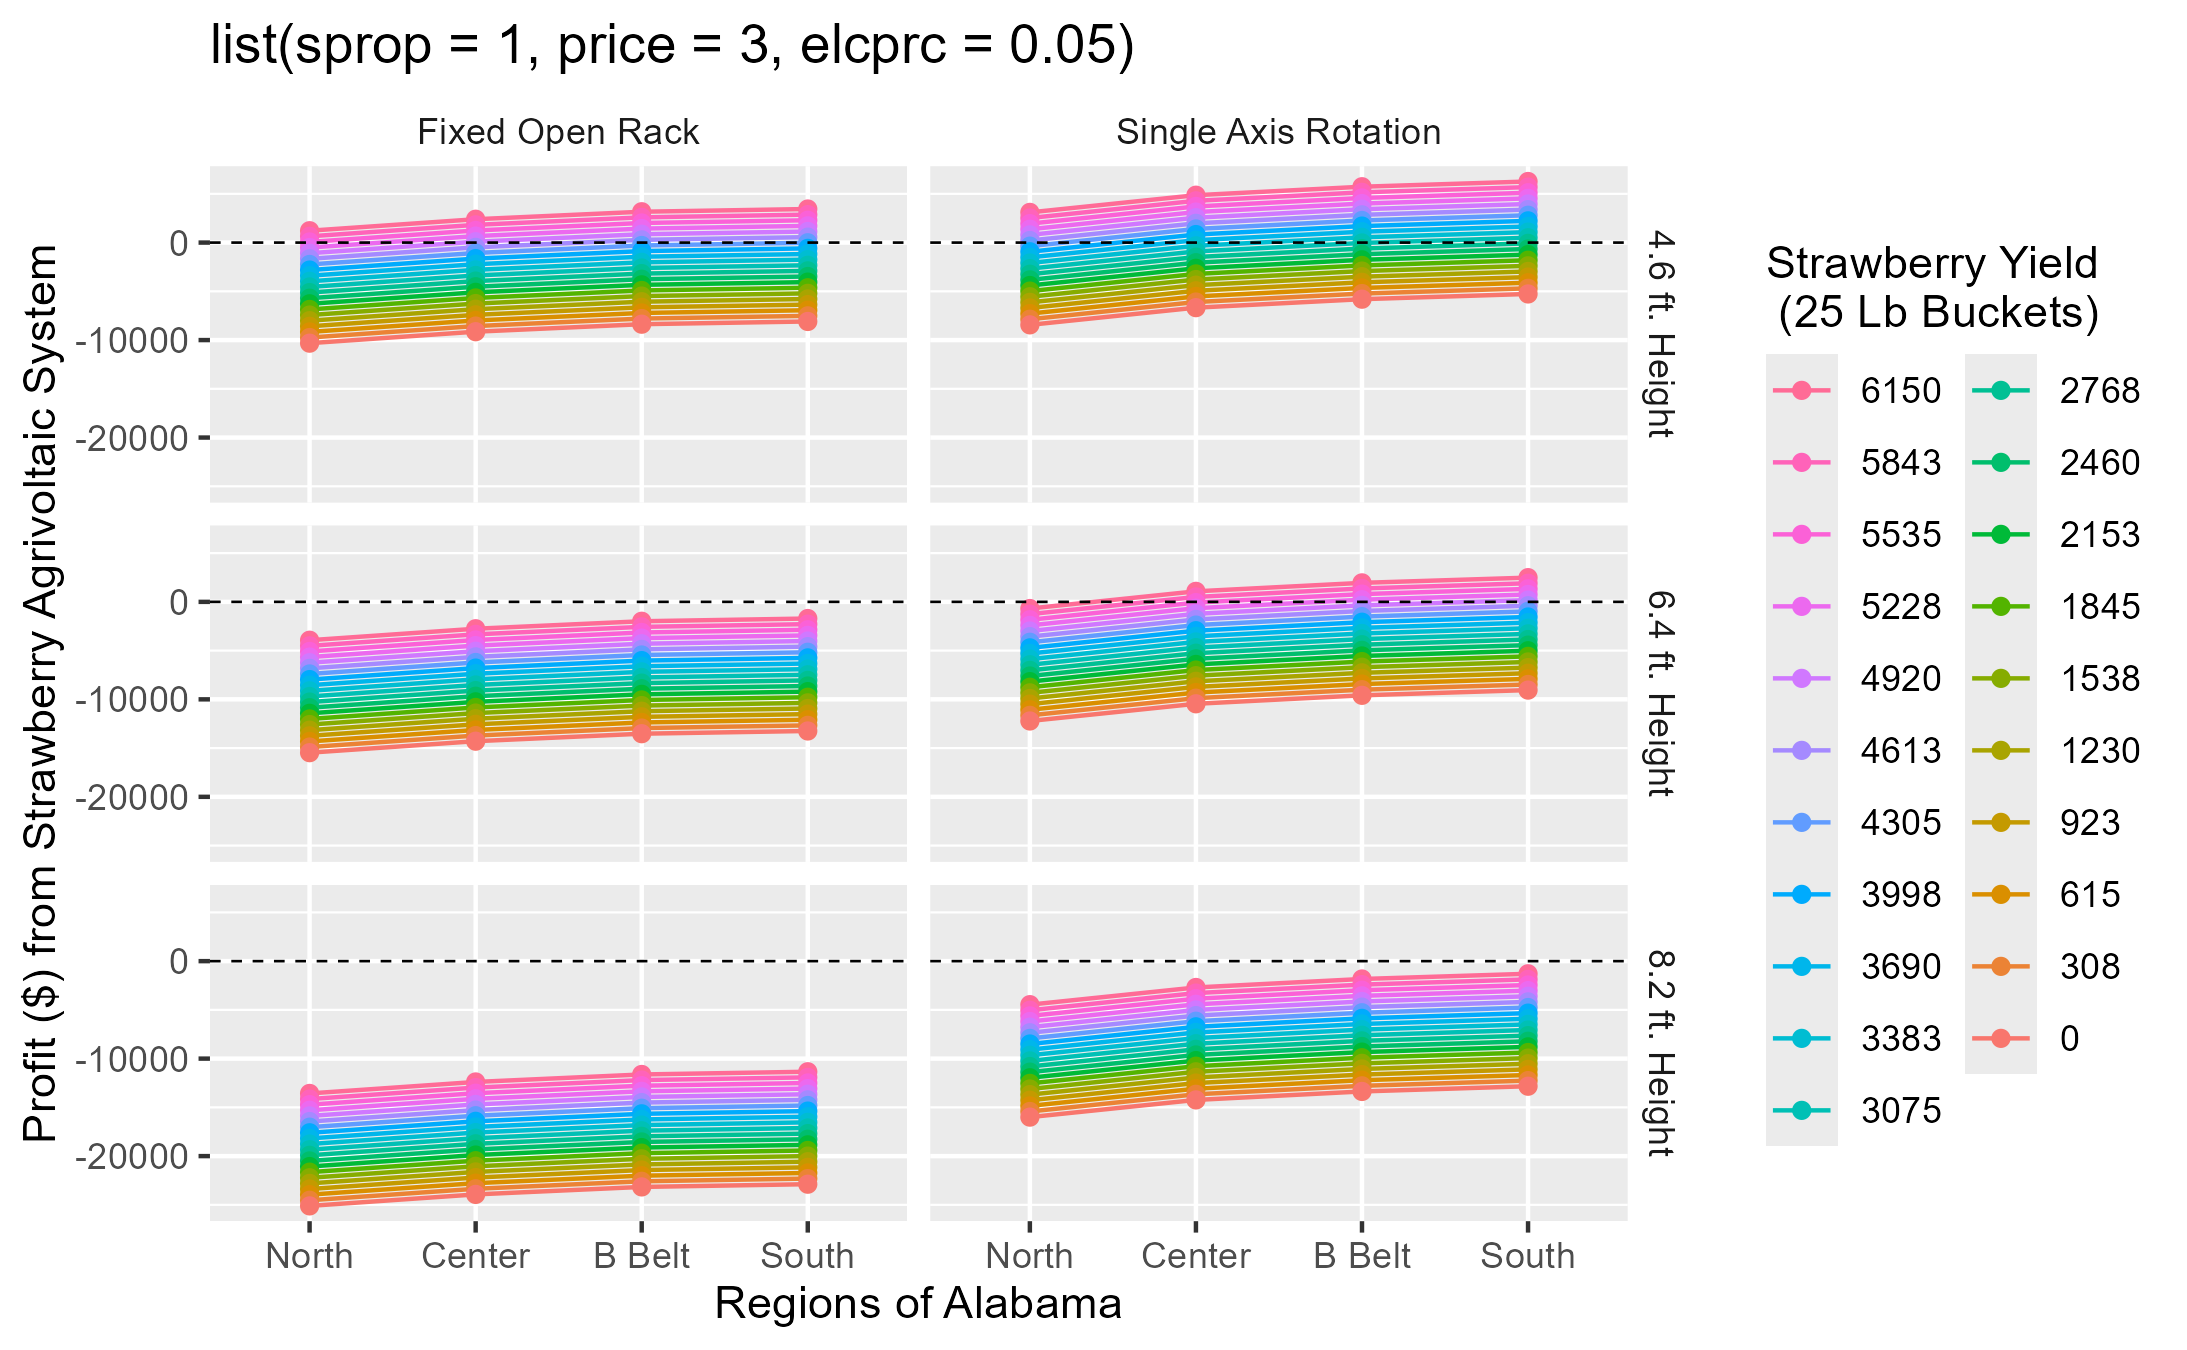 list(sprop = 1, price = 3, elcprc = 0.05)
Fixed Open Rack
Single Axis Rotation
Profit ($) from Strawberry Agrivoltaic System
0
-10000
-20000
4.6 ft. Height
0
-10000
-20000
6.4 ft. Height
0
-10000
-20000
8.2 ft. Height
North Center B Belt South
North Center B Belt South
Regions of Alabama
Strawberry Yield
(25 Lb Buckets)
6150
5843
5535
5228
4920
4613
4305
3998
3690
3383
3075
2768
2460
2153
1845
1538
1230
923
615
308
0